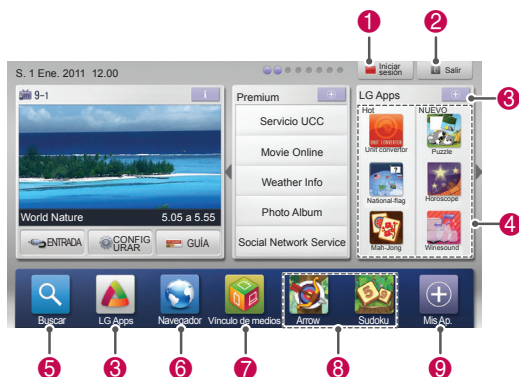 1 2
S. 1 Ene. 2011 12.00
Iniciar sesión
Salir
9-1
i
World Nature 5.05 a 5.55
ENTRADA
CONFIG URAR
GUÍA
Premium
Servicio UCC
Movie Online
Weather Info
Photo Album
Social Network Service
LG Apps
3
Hot NUEVO
UNIT CONVERTOR
Unit convertor
Puzzle
National-flag
Horoscope
4
Mah-Jong
Winesound
Buscar
LG Apps
Navegador
Vínculo de medios
Arrow
Sudoku
Mis Ap.
5 3 6 7 8 9